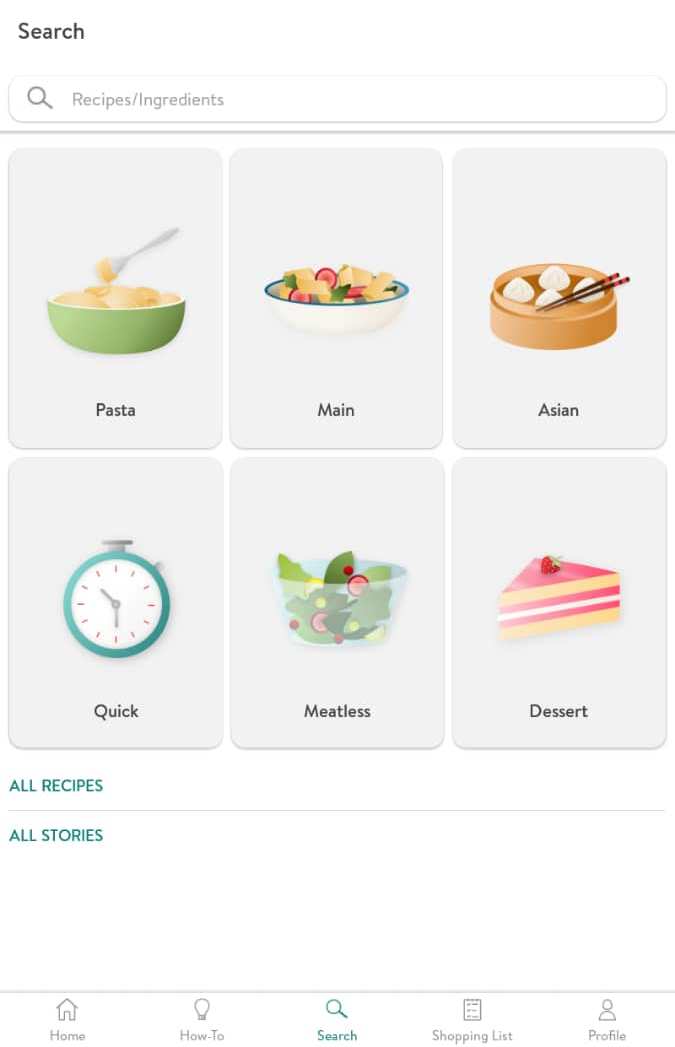 Search
Recipes/Ingredients
Pasta
Main
Asian
Quick
Meatless
Dessert
ALL RECIPES
ALL STORIES
Home
How-To
Search
Shopping List
Profile